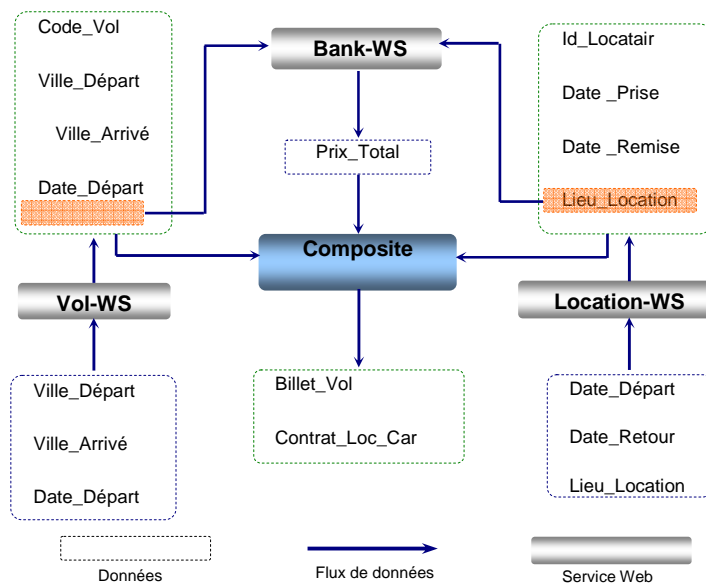 Code_Vol
Ville_Départ
Ville_Arrivé
Date_Départ
Bank-WS
Prix_Total
Id_Locatair
Date _Prise
Date _Remise
Lieu_Location
Composite
Vol-WS
Location-WS
Ville_Départ
Ville_Arrivé
Date_Départ
Billet_Vol
Contrat_Loc_Car
Date_Départ
Date_Retour
Lieu_Location
Données
Flux de données
Service Web